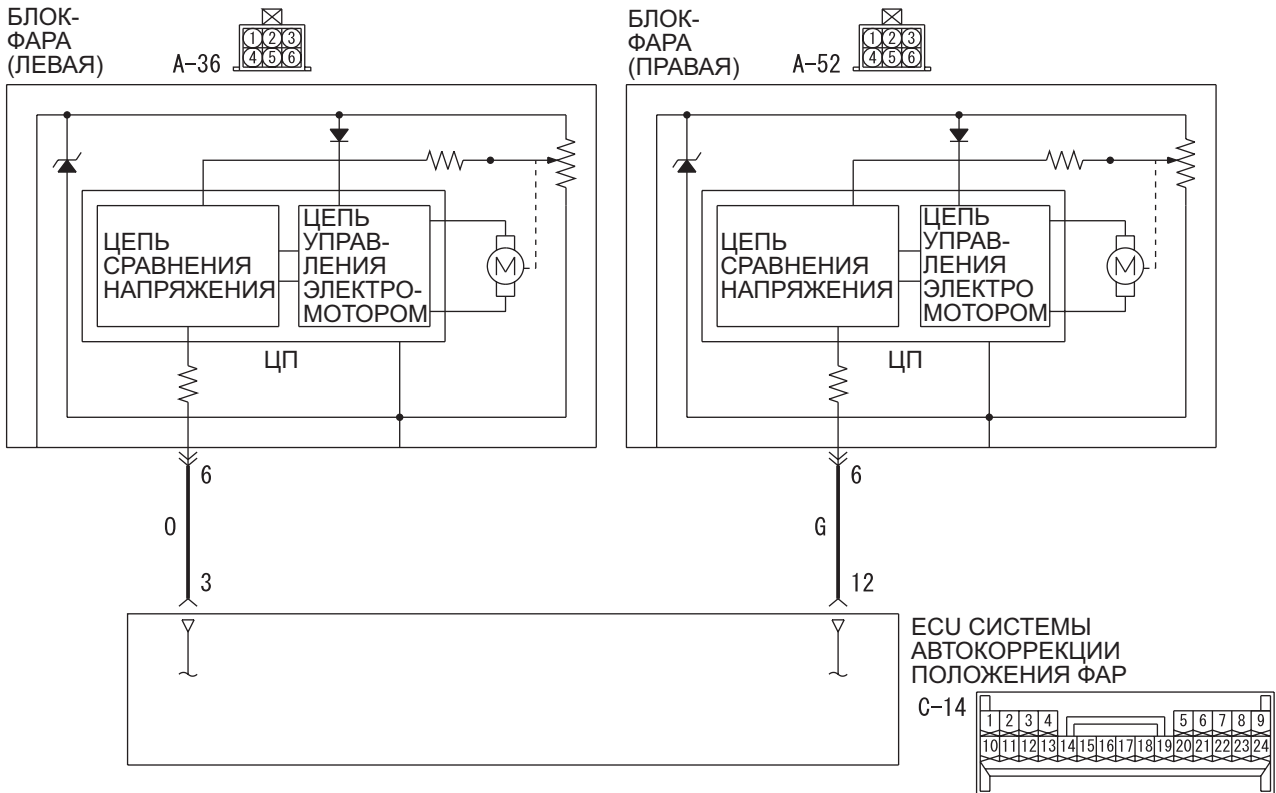 БЛОК-
ФАРА
(ЛЕВАЯ)
A-36
1 2 3
4 5 6
ЦЕПЬ
СРАВНЕНИЯ
НАПРЯЖЕНИЯ
ЦЕПЬ
УПРАВ-
ЛЕНИЯ
ЭЛЕКТРО-
МОТОРОМ
M
ЦП
6
O
3
БЛОК-
ФАРА
(ПРАВАЯ)
A-52
1 2 3
4 5 6
ЦЕПЬ
СРАВНЕНИЯ
НАПРЯЖЕНИЯ
ЦЕПЬ
УПРАВ-
ЛЕНИЯ
ЭЛЕКТРО
МОТОРОМ
M
ЦП
6
G
12
ECU СИСТЕМЫ
АВТОКОРРЕКЦИИ
ПОЛОЖЕНИЯ ФАР
C-14
1 2 3 4 5 6 7 8 9
10 11 12 13 14 15 16 17 18 19 20 21 22 23 24